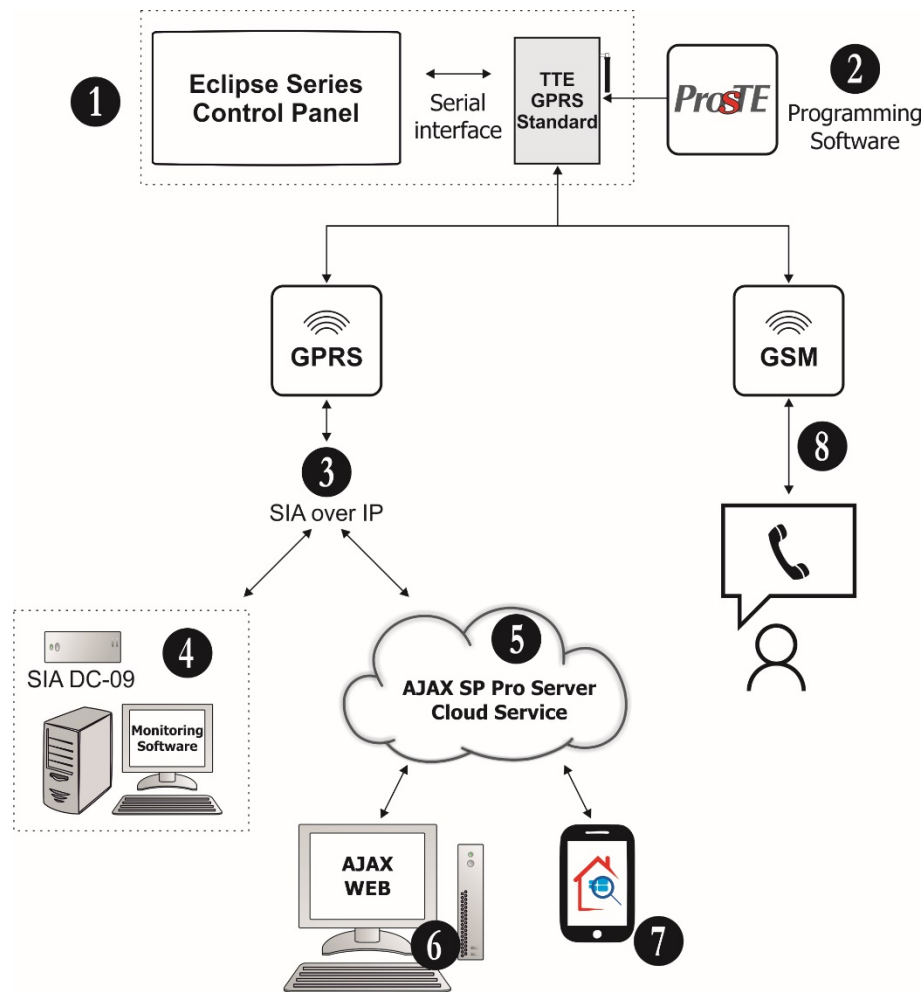 1
Eclipse Series
Control Panel
Serial
interface
TTE
GPRS
Standard
ProsTE
2
Programming
Software
GPRS
GSM
3
SIA over IP
8
4
SIA DC-09
Monitoring
Software
5
AJAX SP Pro Server
Cloud Service
AJAX
WEB
6
7